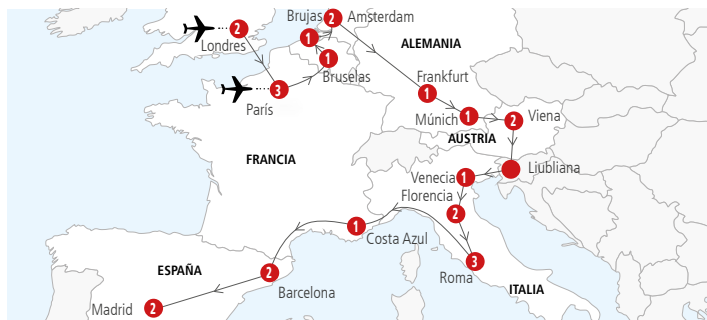 Brujas
2
Amsterdam
2
Londres
1
ALEMANIA
1
Bruselas
Frankfurt
3
1
París
1
Múnich
2
Viena
AUSTRIA
FRANCIA
Venecia
1
Liubliana
Florencia
2
1
Costa Azul
3
Roma
ESPAÑA
2
Barcelona
ITALIA
Madrid
2